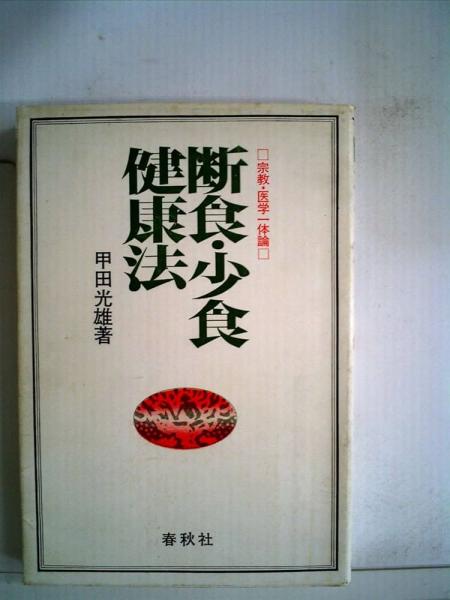 □宗教・医学一体論□
断食・少食
健康法
甲田光雄著
春秋社